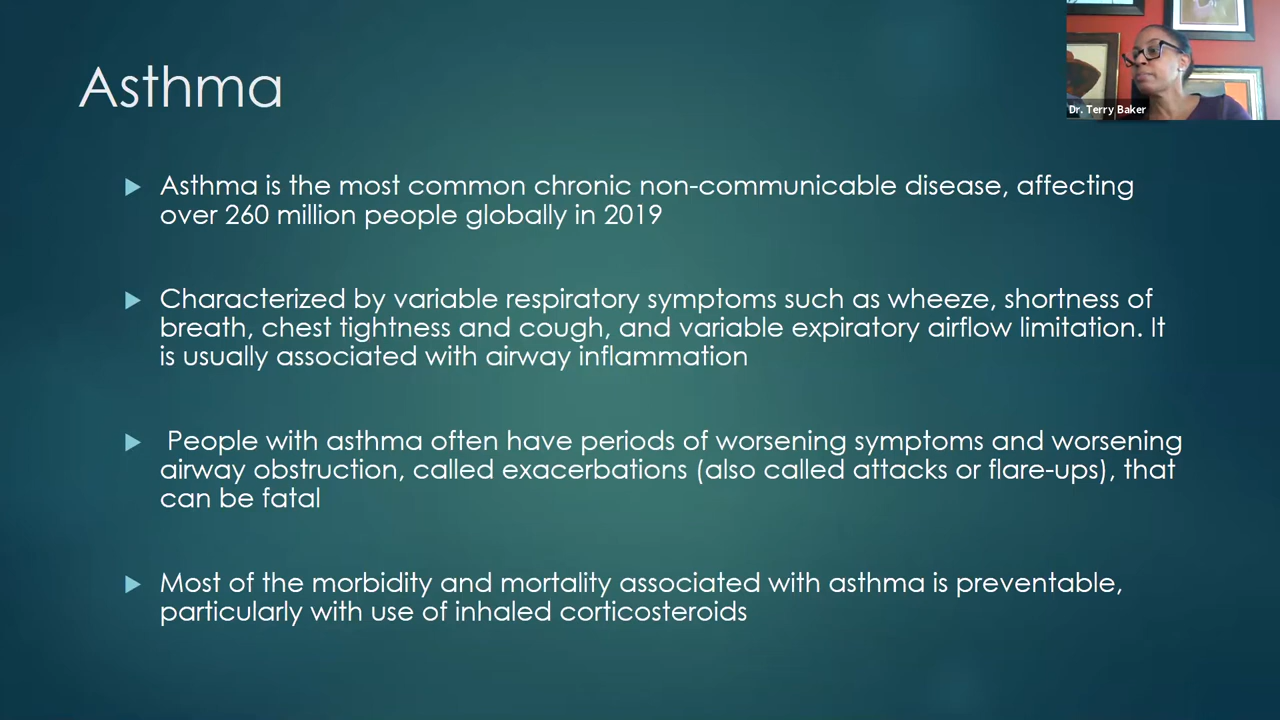 Asthma
Dr. Terry Baker
Asthma is the most common chronic non-communicable disease, affecting
over 260 million people globally in 2019
Characterized by variable respiratory symptoms such as wheeze, shortness of
breath, chest tightness and cough, and variable expiratory airflow limitation. It
is usually associated with airway inflammation
People with asthma often have periods of worsening symptoms and worsening
airway obstruction, called exacerbations (also called attacks or flare-ups), that
can be fatal
Most of the morbidity and mortality associated with asthma is preventable,
particularly with use of inhaled corticosteroids